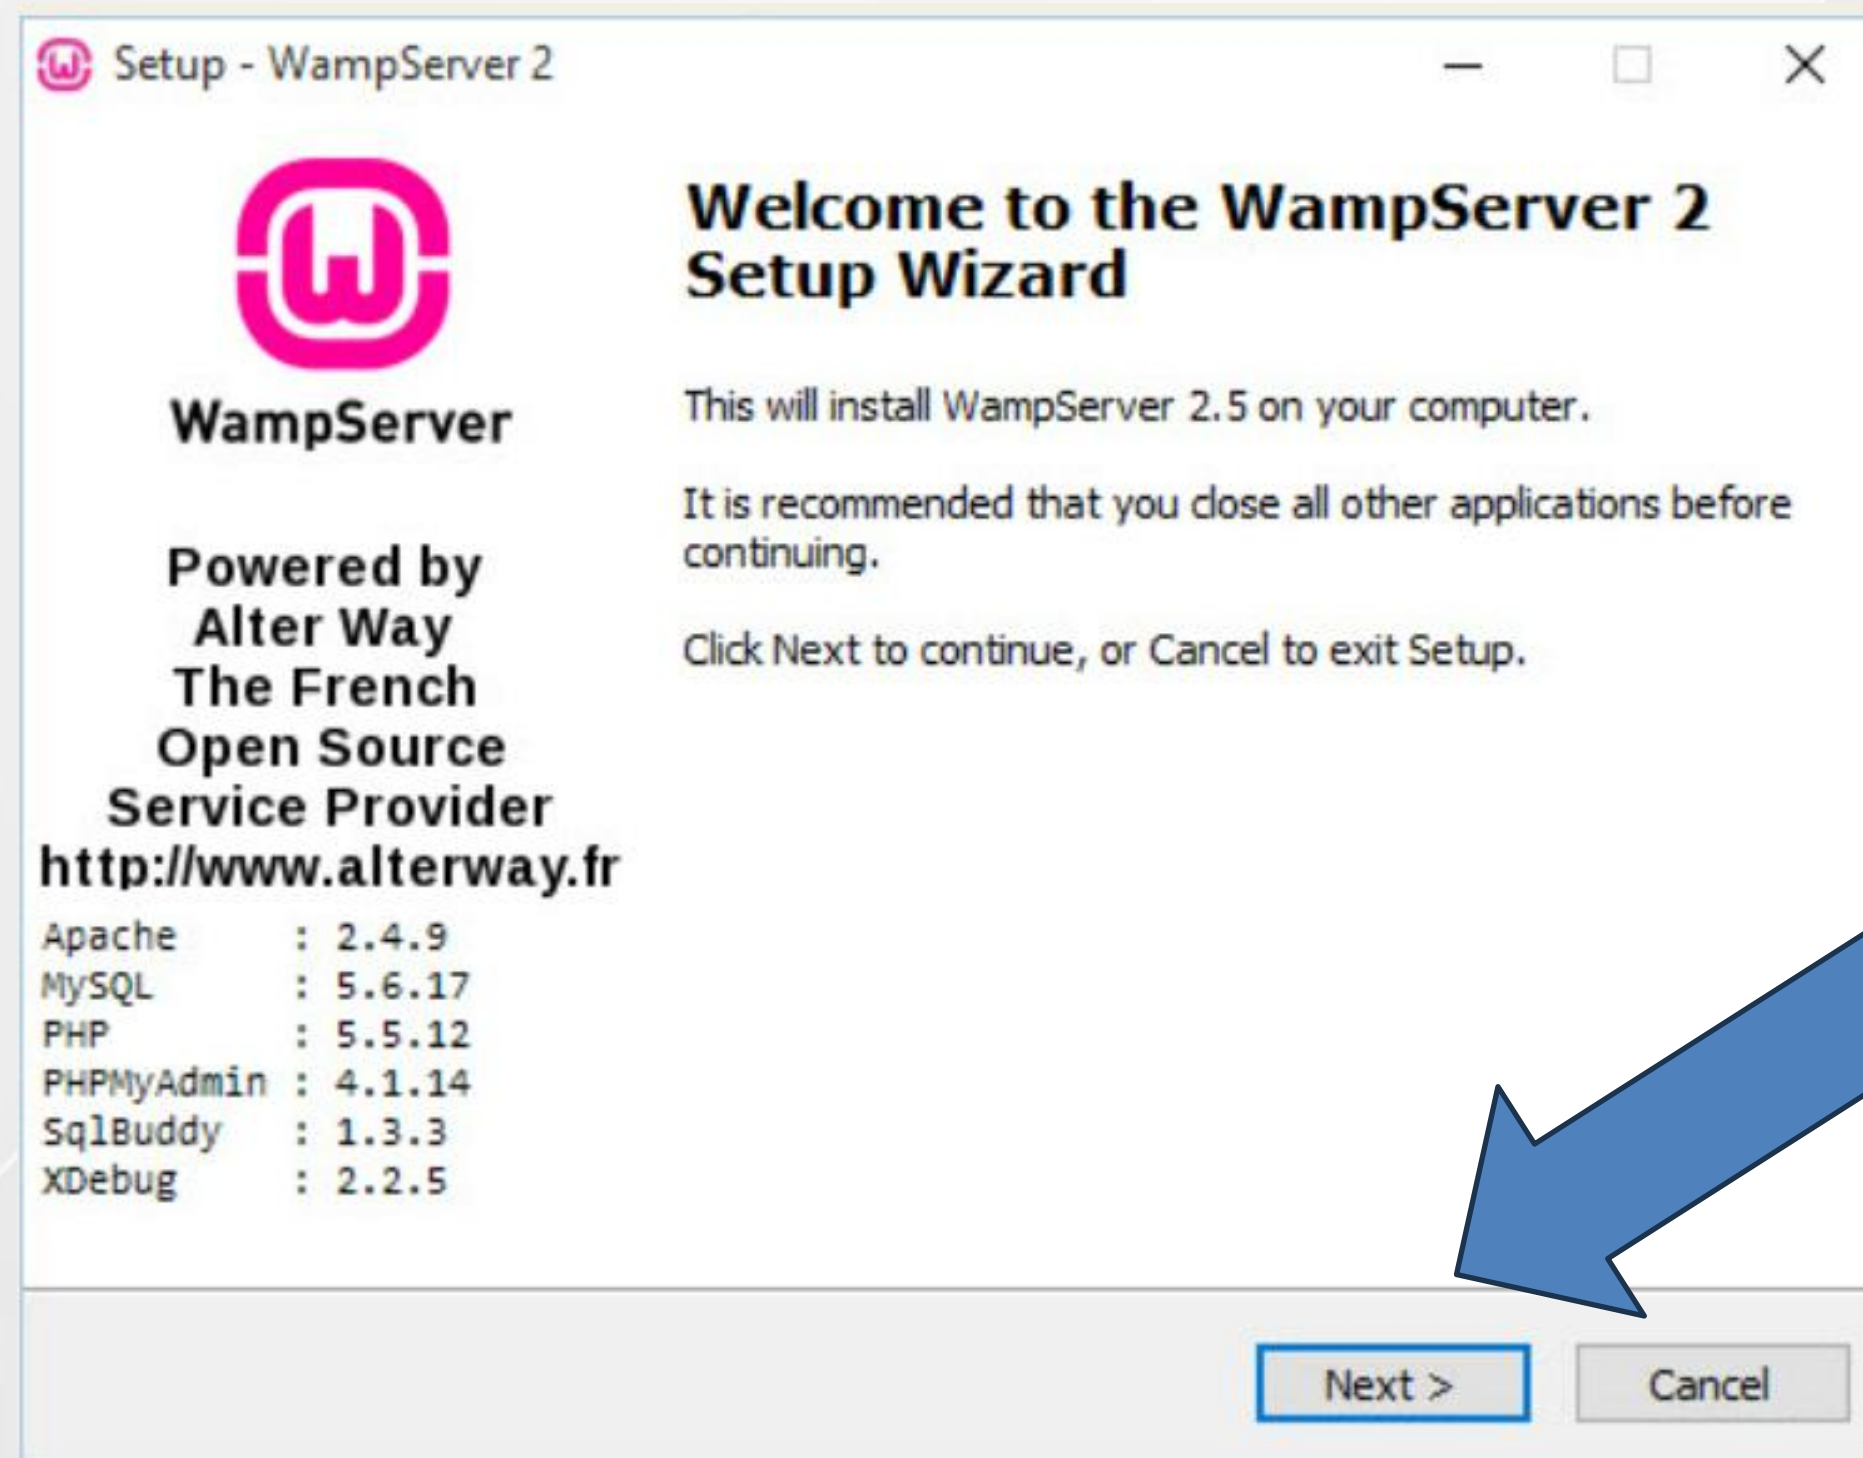 Setup - WampServer 2
WampServer
Powered by
Alter Way
The French
Open Source
Service Provider
http://www.alterway.fr
Apache : 2.4.9
MySQL : 5.6.17
PHP : 5.5.12
PHPMyAdmin : 4.1.14
SqlBuddy : 1.3.3
XDebug : 2.2.5
Welcome to the WampServer 2
Setup Wizard
This will install WampServer 2.5 on your computer.
It is recommended that you close all other applications before
continuing.
Click Next to continue, or Cancel to exit Setup.
Next >
Cancel